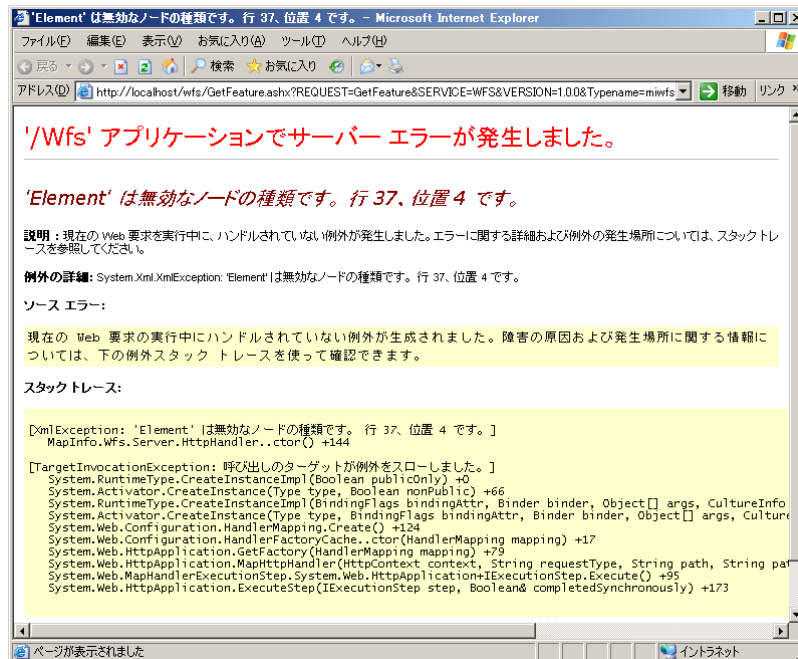 'Element' は無効なノードの種類です。行 37、位置 4 です。 - Microsoft Internet Explorer
ファイル(F) 編集(E) 表示(V) お気に入り(A) ツール(T) ヘルプ(H)
戻る 検索 お気に入り
アドレス(D) http://localhost/wfs/GetFeature.ashx?REQUEST=GetFeature&SERVICE=WFS&VERSION=1.0.0&Typename=miwfs 移動 リンク »
'/Wfs' アプリケーションでサーバー エラーが発生しました。
'Element' は無効なノードの種類です。行 37、位置 4 です。
説明 : 現在の Web 要求を実行中に、ハンドルされていない例外が発生しました。エラーに関する詳細および例外の発生場所については、スタックトレ
ースを参照してください。
例外の詳細: System.Xml.XmlException: 'Element' は無効なノードの種類です。行 37、位置 4 です。
ソース エラー:
現在の Web 要求の実行中にハンドルされていない例外が生成されました。障害の原因および発生場所に関する情報に
ついては、下の例外スタック トレースを使って確認できます。
スタックトレース:
[XmlException: 'Element' は無効なノードの種類です。 行 37、位置 4 です。]
MapInfo.Wfs.Server.HttpHandler..ctor() +144
[TargetInvocationException: 呼び出しのターゲットが例外をスローしました。]
System.RuntimeType.CreateInstanceImpl(Boolean publicOnly) +0
System.Activator.CreateInstance(Type type, Boolean nonPublic) +66
System.RuntimeType.CreateInstanceImpl(BindingFlags bindingAttr, Binder binder, Object[] args, CultureInfo
System.Activator.CreateInstance(Type type, BindingFlags bindingAttr, Binder binder, Object[] args, Culture
System.Web.Configuration.HandlerMapping.Create() +124
System.Web.Configuration.HandlerFactoryCache..ctor(HandlerMapping mapping) +17
System.Web.HttpApplication.GetFactory(HandlerMapping mapping) +79
System.Web.HttpApplication.MapHttpHandler(HttpContext context, String requestType, String path, String pat
System.Web.MapHandlerExecutionStep.System.Web.HttpApplication+IExecutionStep.Execute() +95
System.Web.HttpApplication.ExecuteStep(IExecutionStep step, Boolean& completedSynchronously) +173
ページが表示されました イントラネット